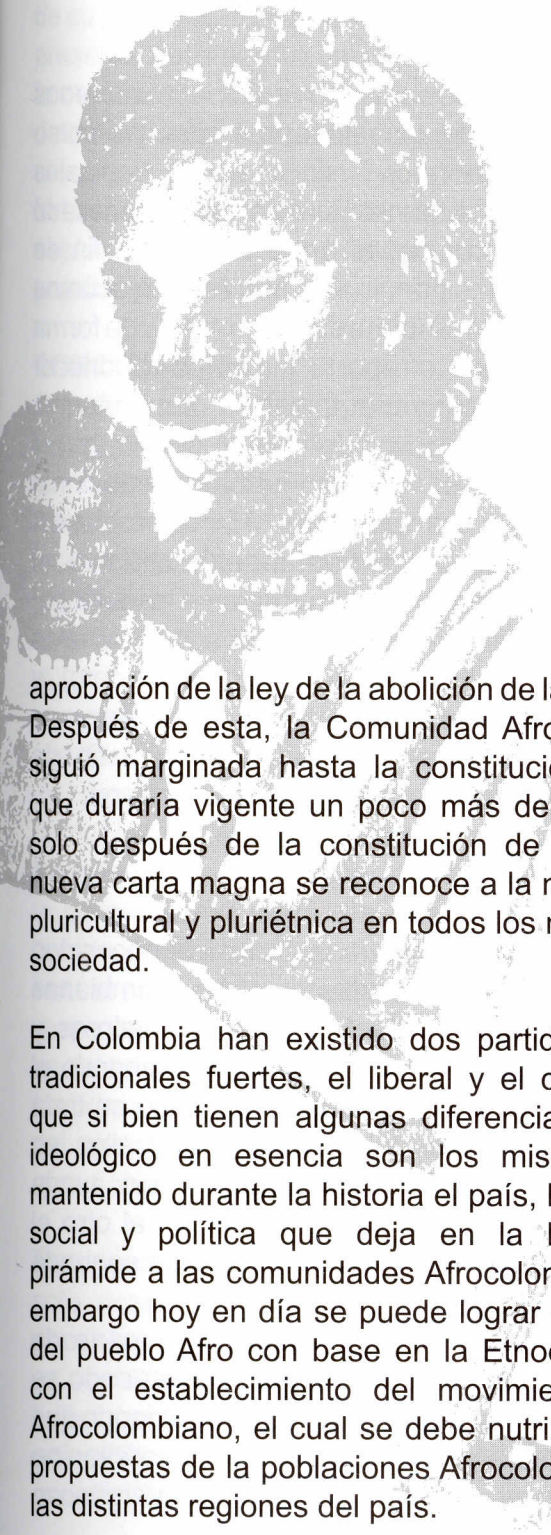 aprobación de la ley de la abolición de l
Después de esta, la Comunidad Afro
siguió marginada hasta la constituci
que duraría vigente un poco más de
solo después de la constitución de
nueva carta magna se reconoce a la
pluricultural y pluriétnica en todos los
sociedad.

En Colombia han existido dos partid
tradicionales fuertes, el liberal y el
que si bien tienen algunas diferencia
ideológico en esencia son los mis
mantenido durante la historia el país,
social y política que deja en la
pirámide a las comunidades Afrocolo
embargo hoy en día se puede lograr
del pueblo Afro con base en la Etno
con el establecimiento del movimie
Afrocolombiano, el cual se debe nutri
propuestas de la poblaciones Afrocolo
las distintas regiones del país.